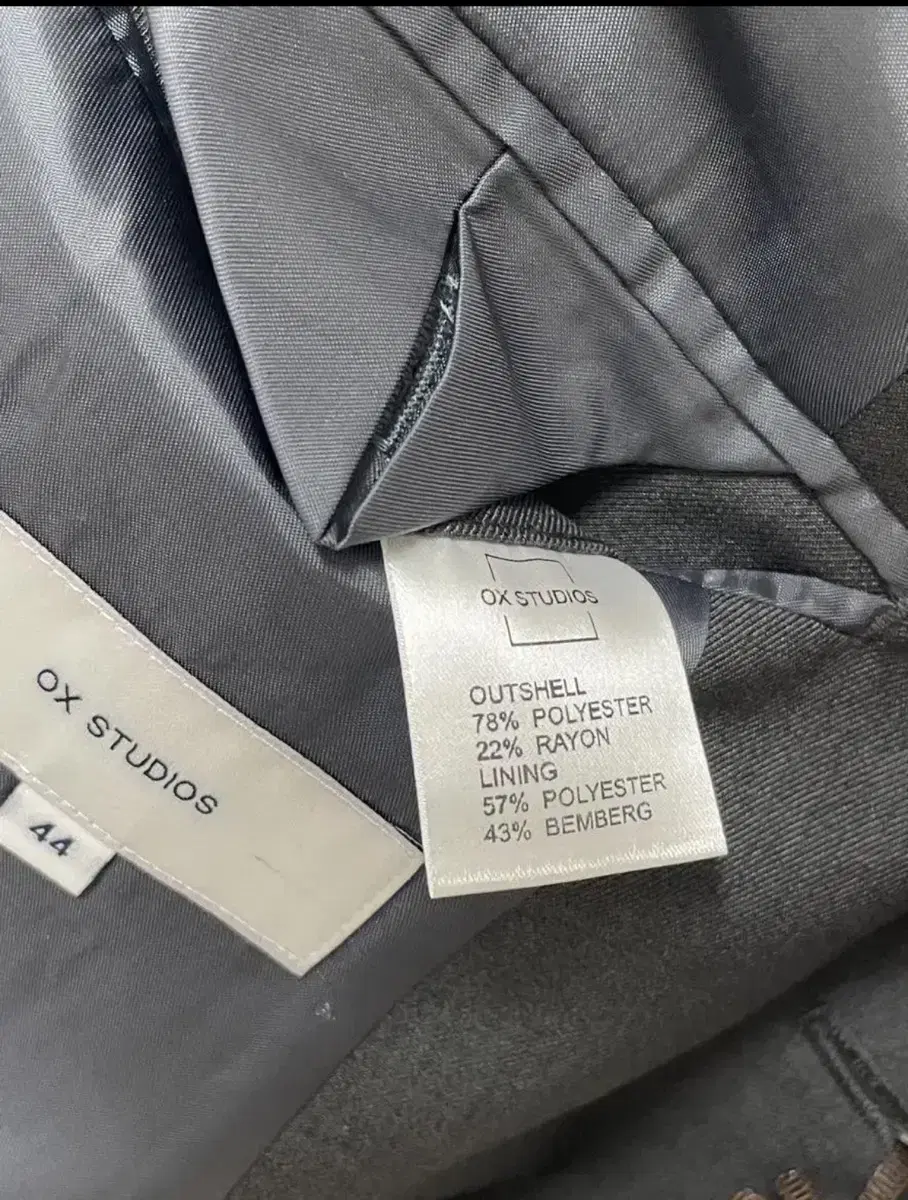 OX STUDIOS
44
OX STUDIOS
OUTSHELL
78% POLYESTER
22% RAYON
LINING
57% POLYESTER
43% BEMBERG